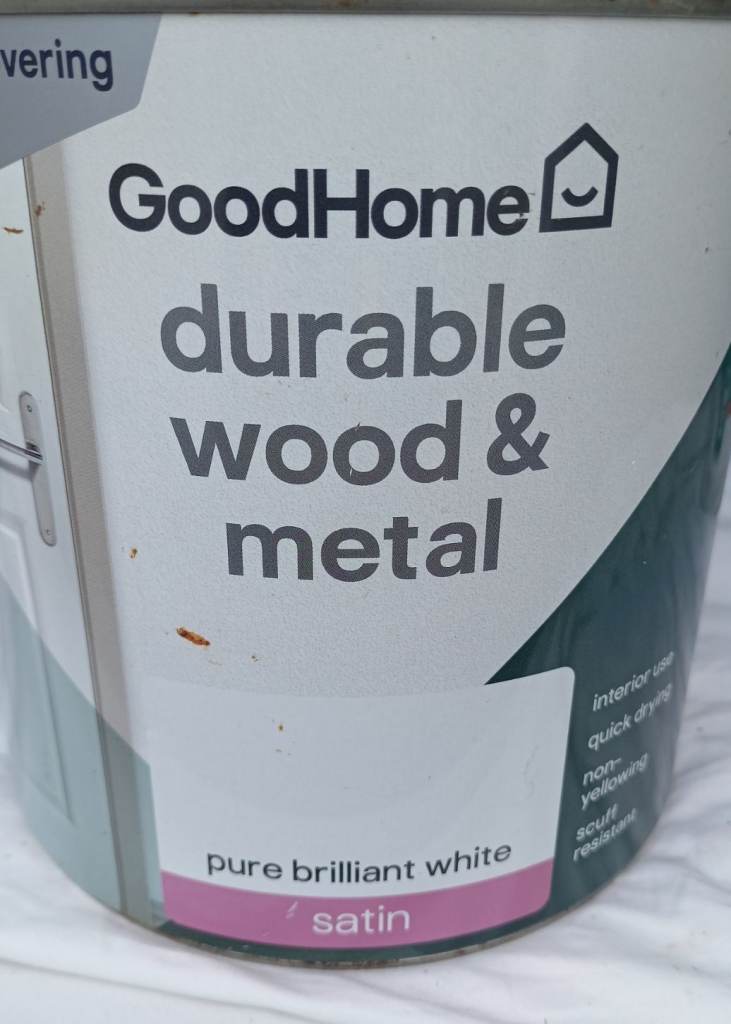 vering
GoodHome
durable
wood &
metal
interior use
quick drying
non-
yellowing
scuff
resistant
pure brilliant white
satin